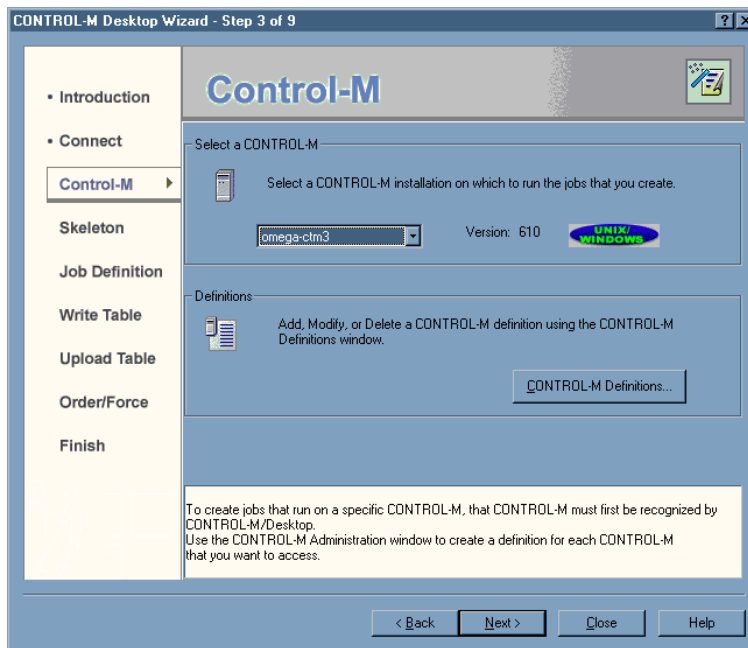 CONTROL-M Desktop Wizard - Step 3 of 9
• Introduction
• Connect
Control-M
Skeleton
Job Definition
Write Table
Upload Table
Order/Force
Finish
Control-M
Select a CONTROL-M
Select a CONTROL-M installation on which to run the jobs that you create.
omega-ctm3
Version: 610
UNIX/
WINDOWS
Definitions
Add, Modify, or Delete a CONTROL-M definition using the CONTROL-M
Definitions window.
CONTROL-M Definitions...
To create jobs that run on a specific CONTROL-M, that CONTROL-M must first be recognized by
CONTROL-M/Desktop.
Use the CONTROL-M Administration window to create a definition for each CONTROL-M
that you want to access.
< Back
Next >
Close
Help